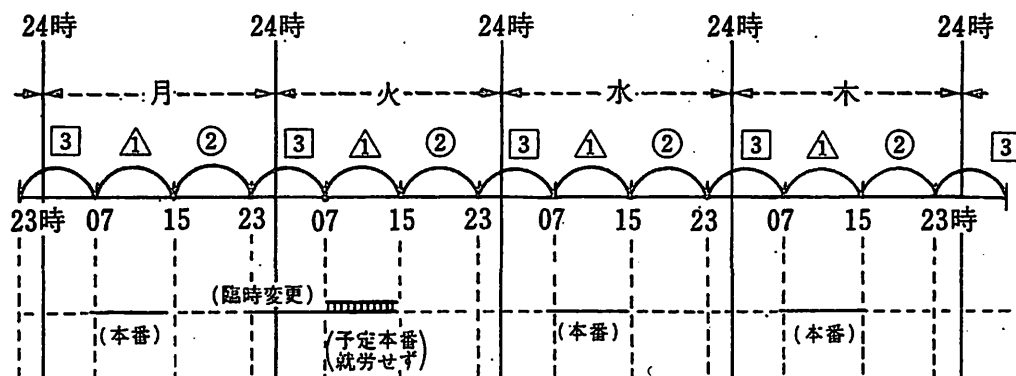 24時 24時 24時 24時 24時
月 火 水 木
3 1 2 3 1 2 3 1 2 3 1 2 3
23時 07 15 23 07 15 23 07 15 23 07 15 23時
(臨時変更)
(本番) (予定本番 (本番) (本番)
就労せず)